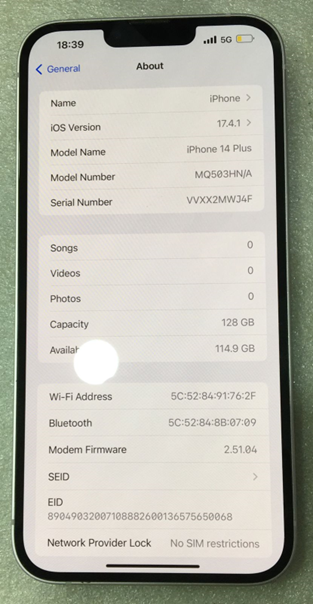 18:39
5G
General
About
Name
iPhone
iOS Version
17.4.1
Model Name
iPhone 14 Plus
Model Number
MQ503HN/A
Serial Number
VVXX2MWJ4F
Songs
0
Videos
0
Photos
0
Capacity
128 GB
114.9 GB
Wi-Fi Address
5C:52:84:91:76:2F
Bluetooth
5C:52:84:8B:07:09
Modem Firmware
2.51.04
SEID
EID
89049032007108882600136575650068
Network Provider Lock
No SIM restrictions